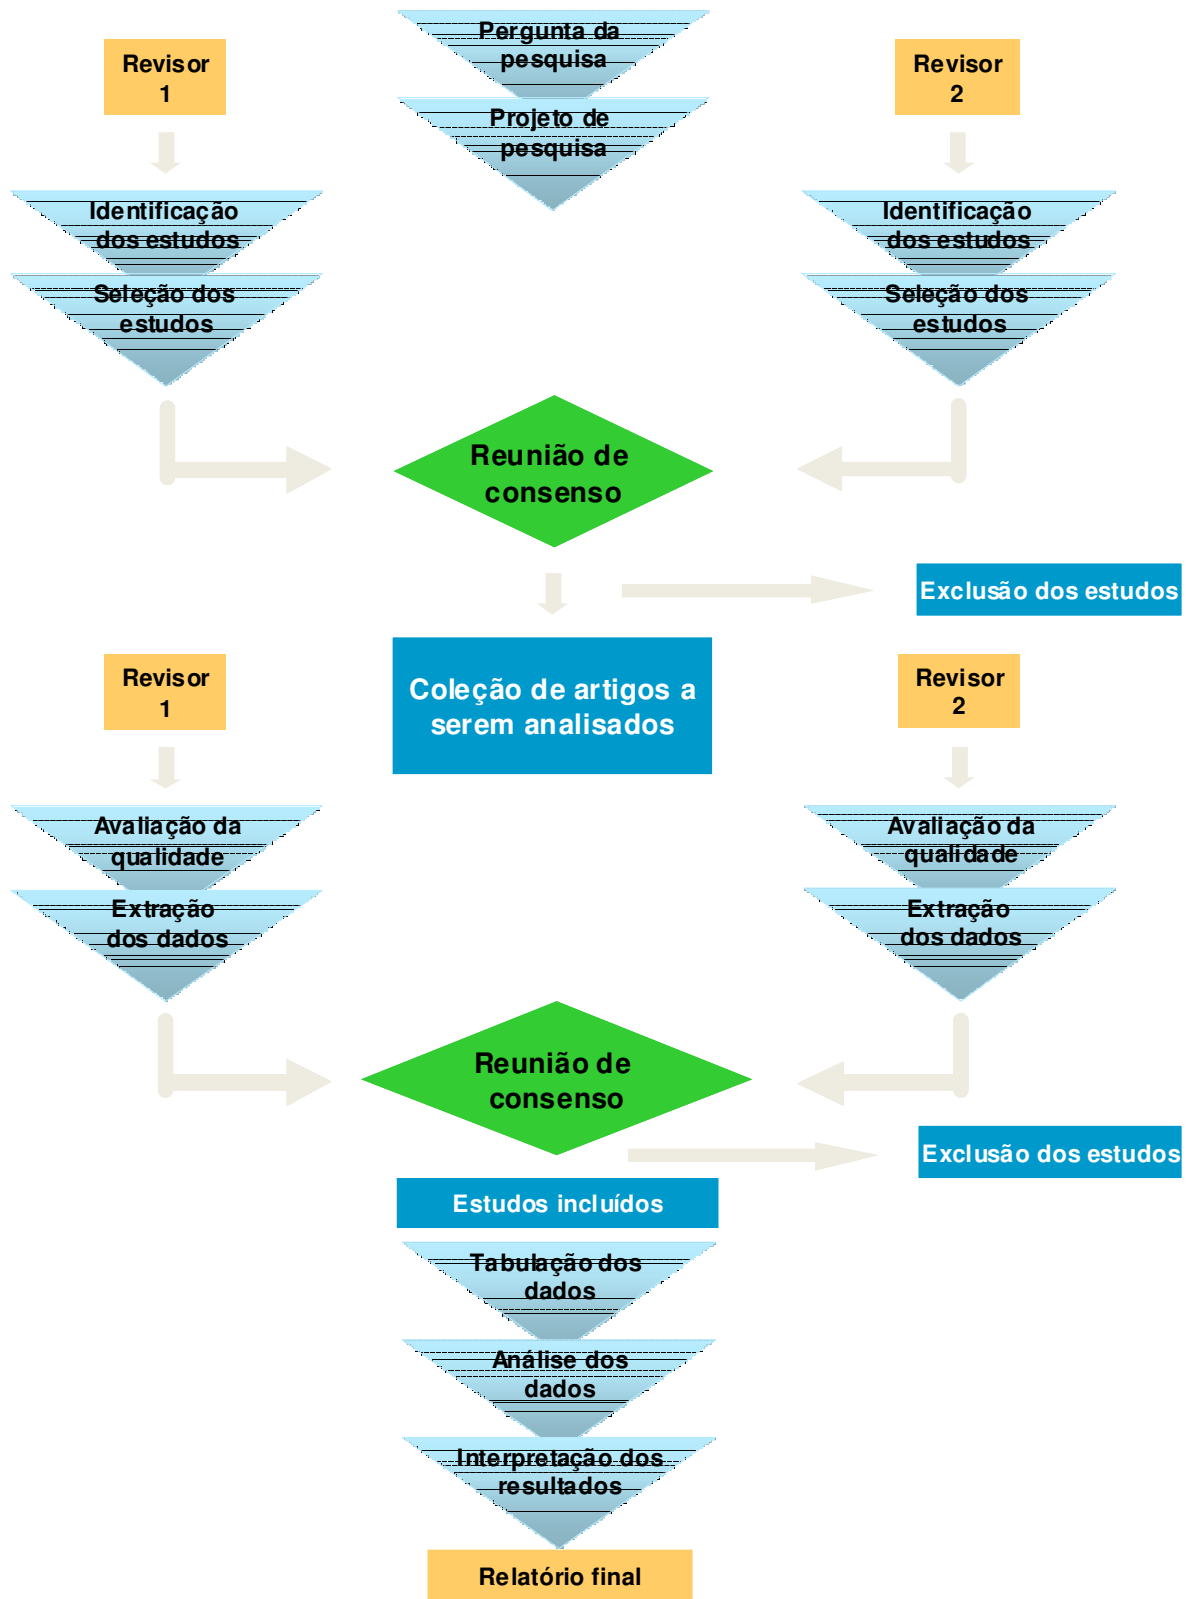 Pergunta da
pesquisa
Revisor
1
Revisor
2
Projeto de
pesquisa
Identificação
dos estudos
Identificação
dos estudos
Seleção dos
estudos
Seleção dos
estudos
Reunião de
consenso
Exclusão dos estudos
Revisor
1
Coleção de artigos a
serem analisados
Revisor
2
Avaliação da
qualidade
Avaliação da
qualidade
Extração
dos dados
Extração
dos dados
Reunião de
consenso
Exclusão dos estudos
Estudos incluídos
Tabulação dos
dados
Análise dos
dados
Interpretação dos
resultados
Relatório final